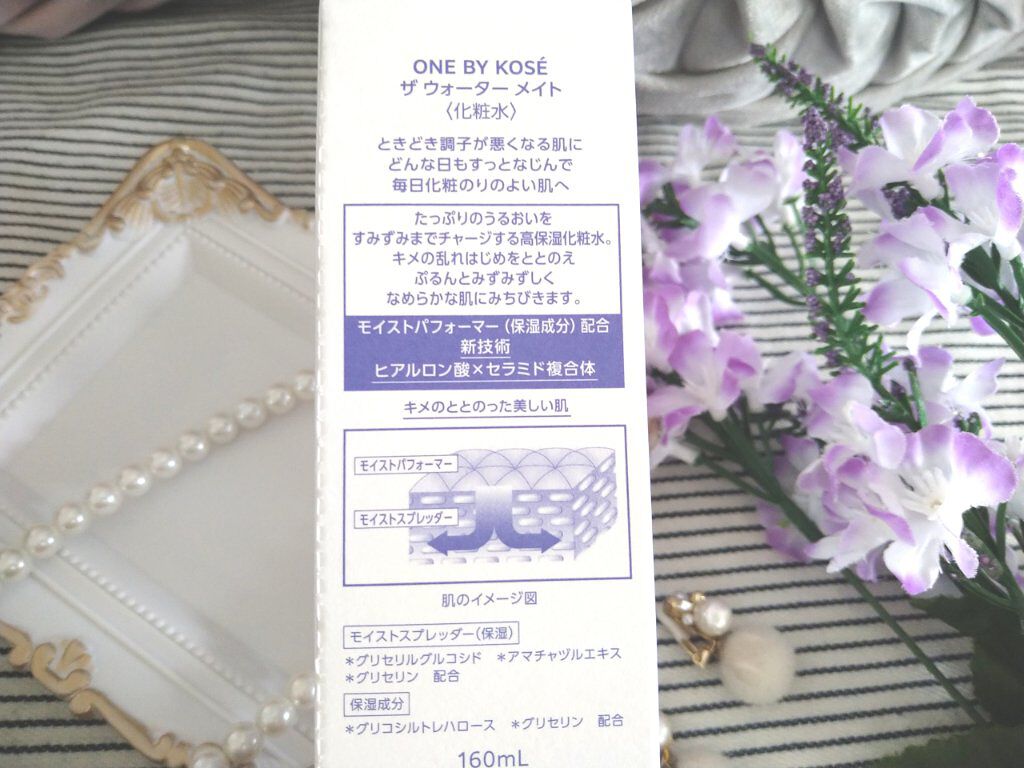 ONE BY KOSÉ
ザ ウォーター メイト
〈化粧水〉
ときどき調子が悪くなる肌に
どんな日もすっとなじんで
毎日化粧のりのよい肌へ
たっぷりのうるおいを
すみずみまでチャージする高保湿化粧水。
キメの乱れはじめをととのえ
ぷるんとみずみずしく
なめらかな肌にみちびきます。
モイストパフォーマー（保湿成分）配合
新技術
ヒアルロン酸×セラミド複合体
キメのととのった美しい肌
モイストパフォーマー
モイストスプレッダー
肌のイメージ図
モイストスプレッダー（保湿）
＊グリセリルグルコシド ＊アマチャヅルエキス
＊グリセリン 配合
保湿成分
＊グリコシルトレハロース ＊グリセリン 配合
160mL